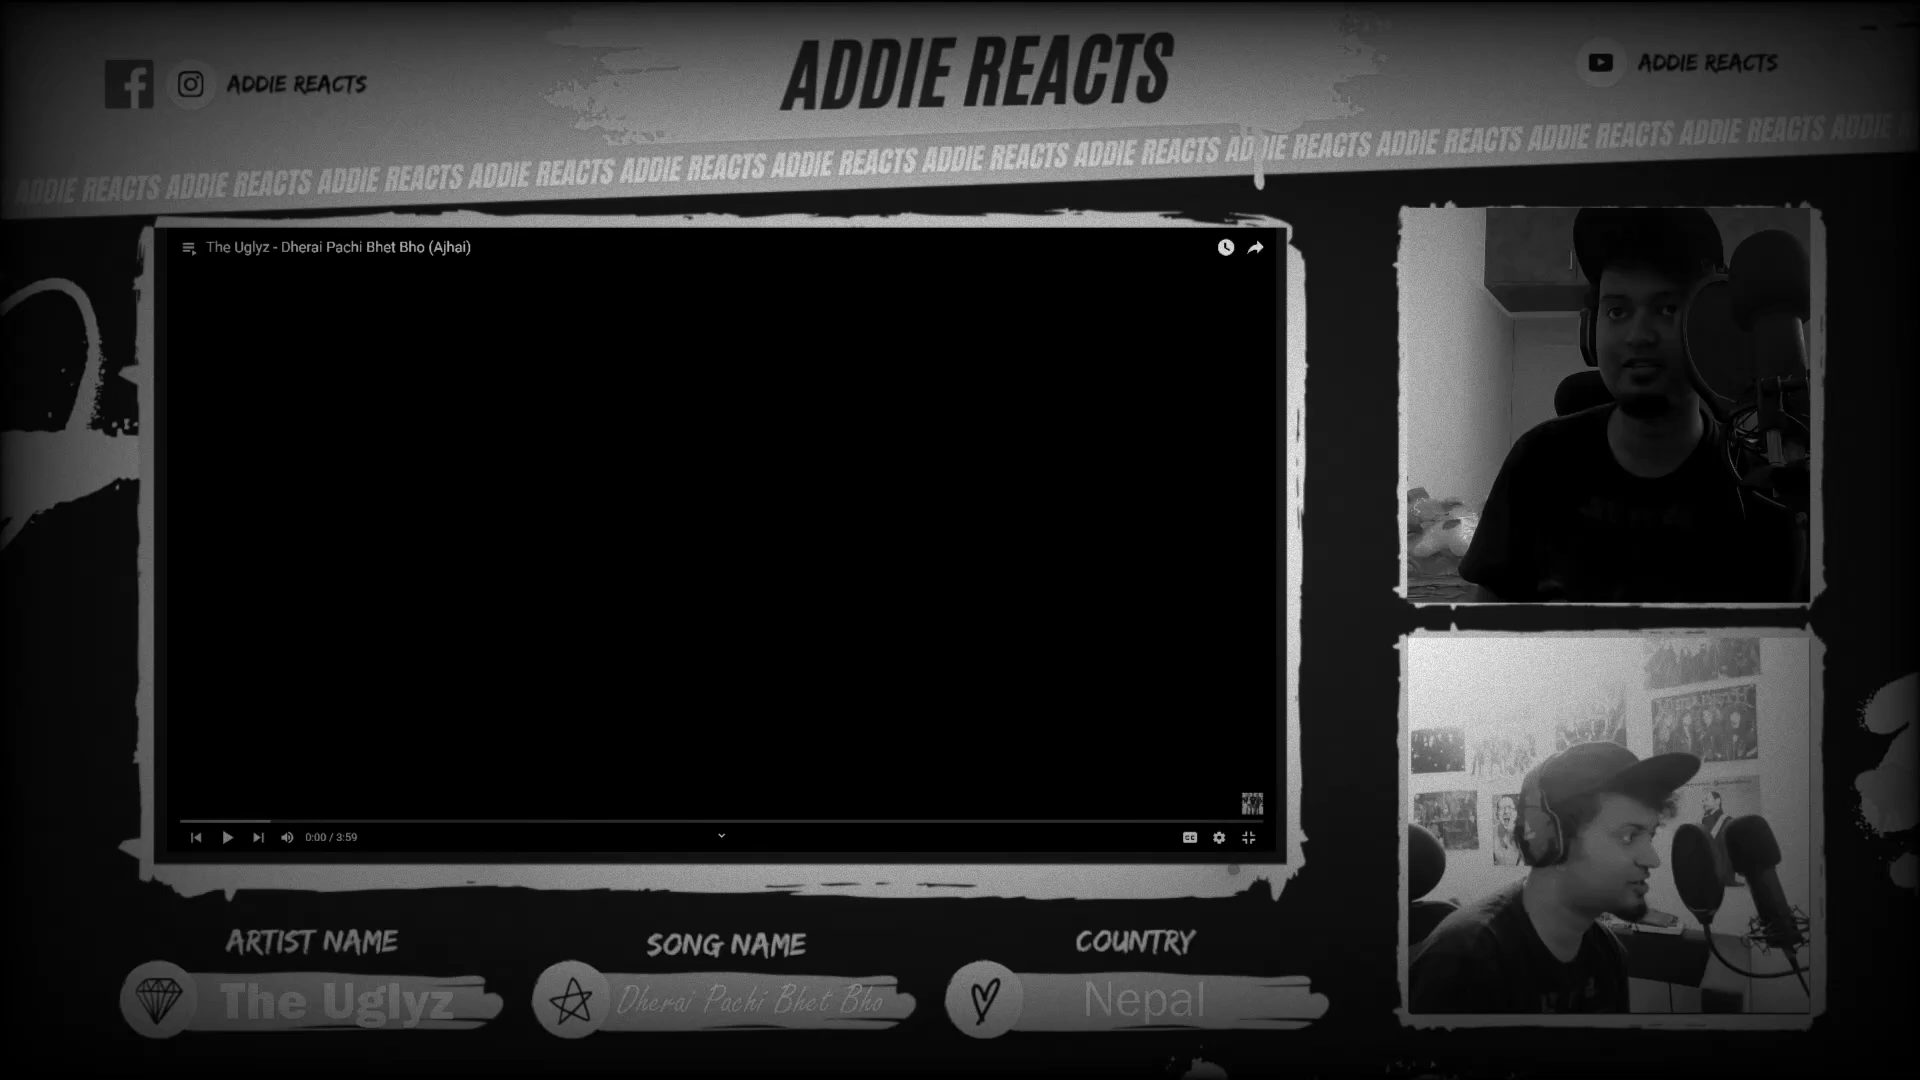 ADDIE REACTS
ADDIE REACTS
ADDIE REACTS
ADDIE REACTS ADDIE REACTS ADDIE REACTS ADDIE REACTS ADDIE REACTS ADDIE REACTS ADDIE REACTS ADDIE REACTS ADDIE REACTS ADDIE REACTS ADDIE REACTS ADDIE REACTS ADDIE
The Uglyz - Dherai Pachi Bhet Bho (Ajhai)
0:00 / 3:59
CC
ARTIST NAME
SONG NAME
COUNTRY
The Uglyz
Dherai Pachi Bhet Bho
Nepal